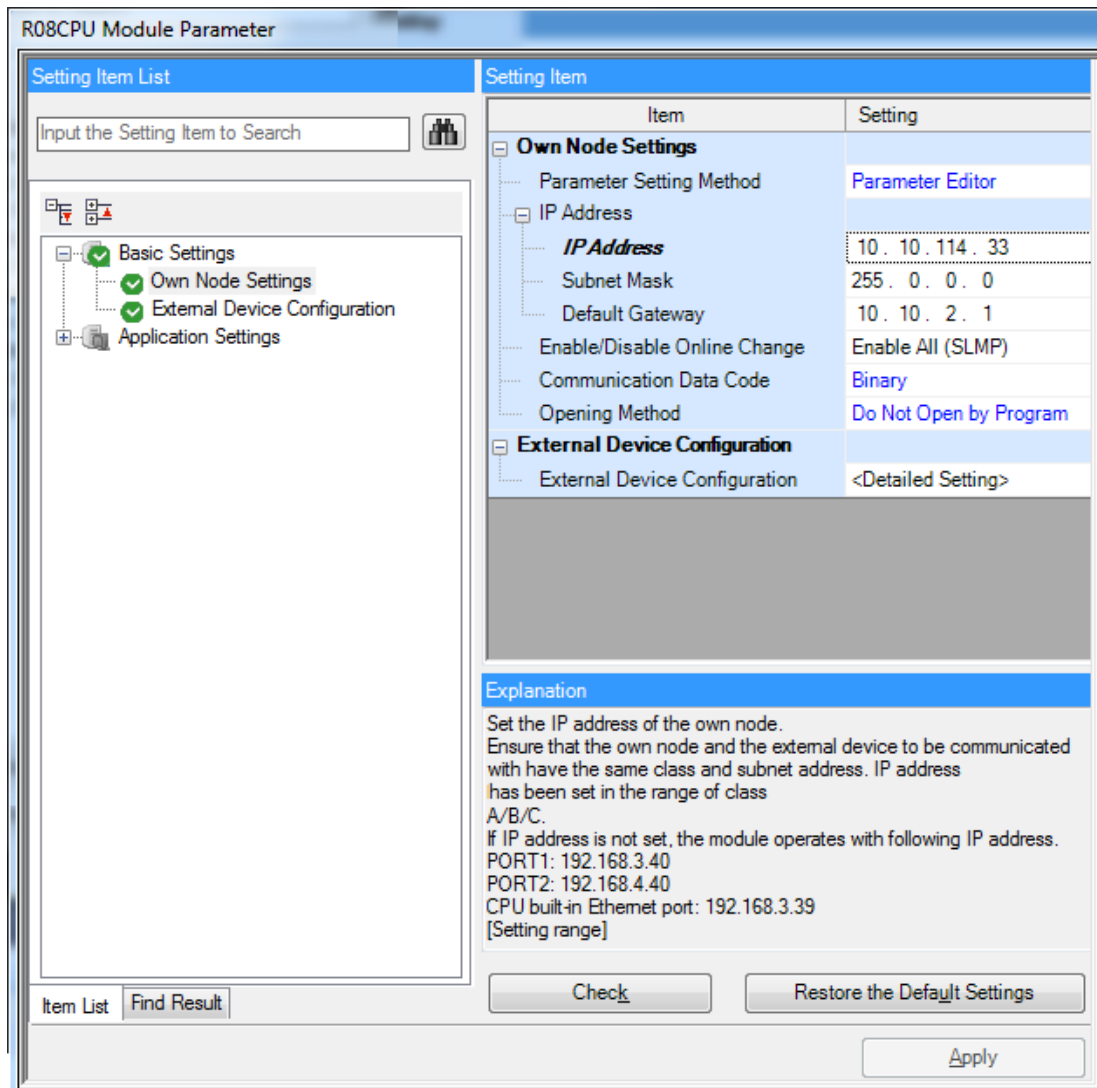 R08CPU Module Parameter
Setting Item List
Input the Setting Item to Search
Basic Settings
Own Node Settings
External Device Configuration
Application Settings
Item List
Find Result
Setting Item
Item Setting
Own Node Settings
Parameter Setting Method Parameter Editor
IP Address
IP Address 10 . 10 . 114 . 33
Subnet Mask 255 . 0 . 0 . 0
Default Gateway 10 . 10 . 2 . 1
Enable/Disable Online Change Enable All (SLMP)
Communication Data Code Binary
Opening Method Do Not Open by Program
External Device Configuration
External Device Configuration <Detailed Setting>
Explanation
Set the IP address of the own node.
Ensure that the own node and the external device to be communicated
with have the same class and subnet address. IP address
has been set in the range of class
A/B/C.
If IP address is not set, the module operates with following IP address.
PORT1: 192.168.3.40
PORT2: 192.168.4.40
CPU built-in Ethernet port: 192.168.3.39
[Setting range]
Check
Restore the Default Settings
Apply